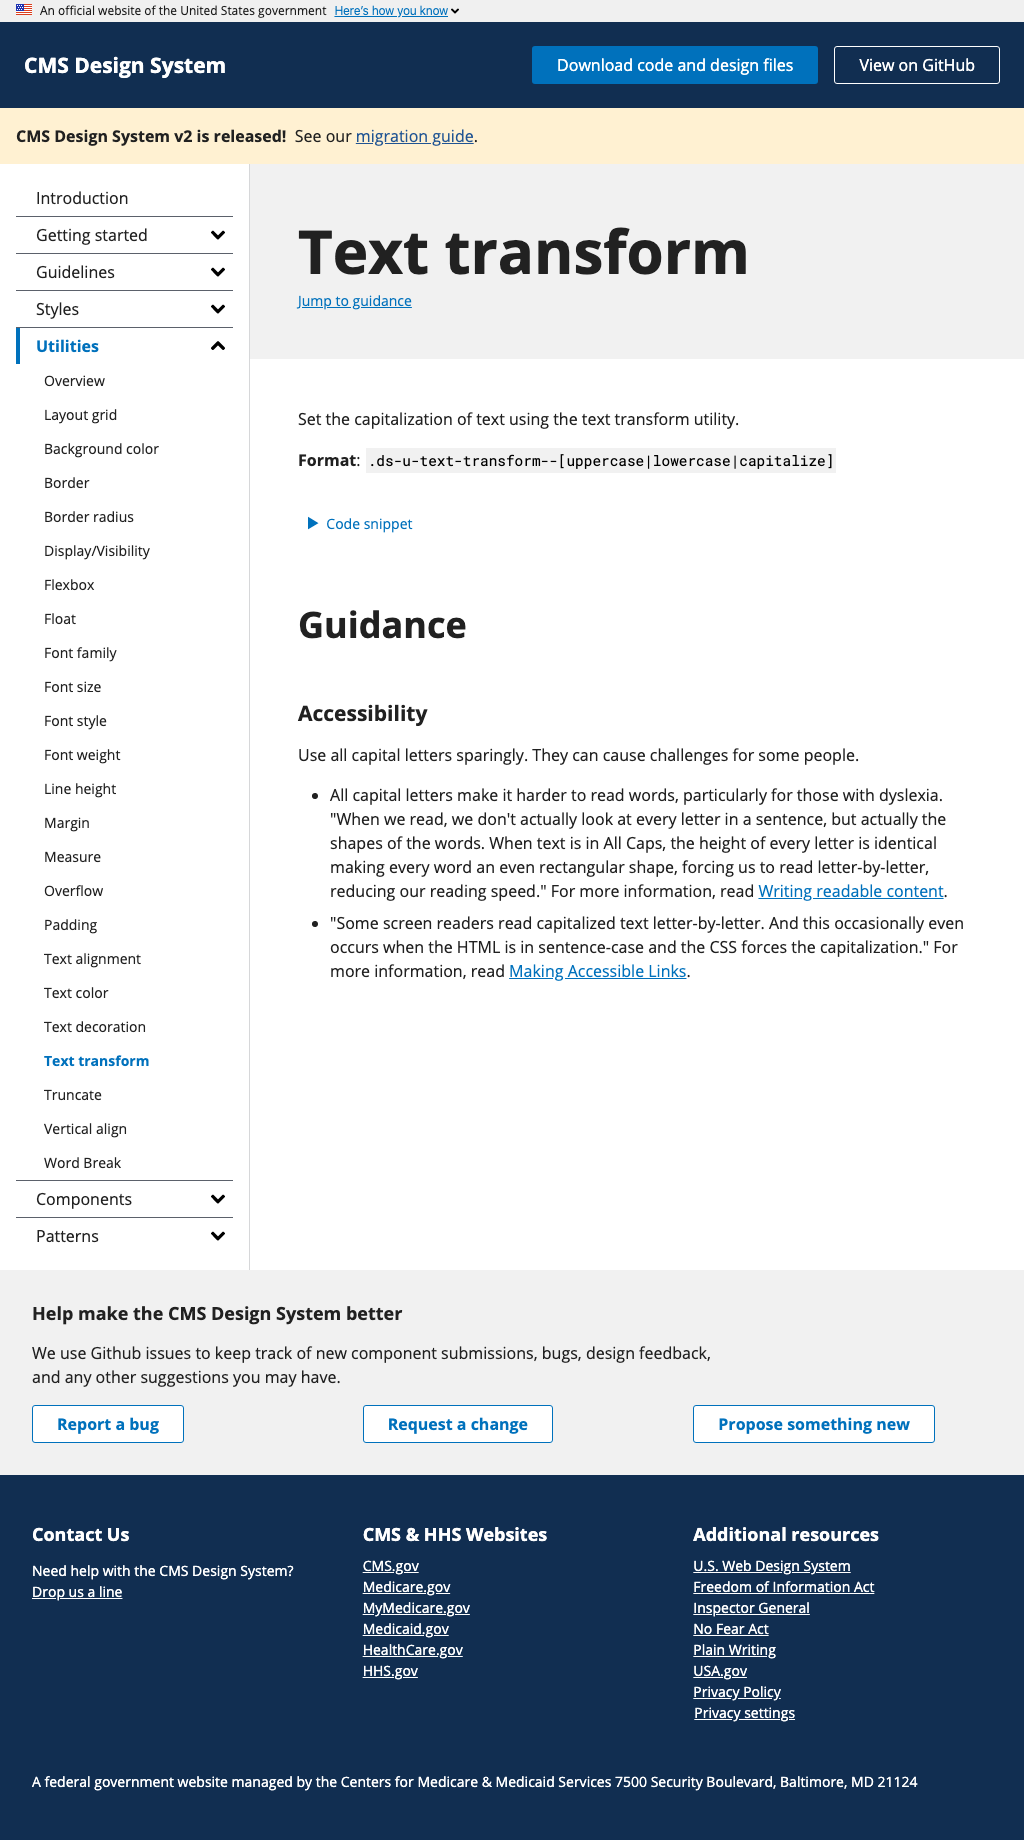 An official website of the United States government Here's how you know
CMS Design System
Download code and design files
View on GitHub
CMS Design System v2 is released! See our migration guide.
Introduction
Getting started
Guidelines
Styles
Utilities
Overview
Layout grid
Background color
Border
Border radius
Display/Visibility
Flexbox
Float
Font family
Font size
Font style
Font weight
Line height
Margin
Measure
Overflow
Padding
Text alignment
Text color
Text decoration
Text transform
Truncate
Vertical align
Word Break
Components
Patterns
Text transform
Jump to guidance
Set the capitalization of text using the text transform utility.
Format: .ds-u-text-transform--[uppercase|lowercase|capitalize]
Code snippet
Guidance
Accessibility
Use all capital letters sparingly. They can cause challenges for some people.
All capital letters make it harder to read words, particularly for those with dyslexia.
"When we read, we don't actually look at every letter in a sentence, but actually the
shapes of the words. When text is in All Caps, the height of every letter is identical
making every word an even rectangular shape, forcing us to read letter-by-letter,
reducing our reading speed." For more information, read Writing readable content.
"Some screen readers read capitalized text letter-by-letter. And this occasionally even
occurs when the HTML is in sentence-case and the CSS forces the capitalization." For
more information, read Making Accessible Links.
Help make the CMS Design System better
We use Github issues to keep track of new component submissions, bugs, design feedback,
and any other suggestions you may have.
Report a bug
Request a change
Propose something new
Contact Us
Need help with the CMS Design System?
Drop us a line
CMS & HHS Websites
CMS.gov
Medicare.gov
MyMedicare.gov
Medicaid.gov
HealthCare.gov
HHS.gov
Additional resources
U.S. Web Design System
Freedom of Information Act
Inspector General
No Fear Act
Plain Writing
USA.gov
Privacy Policy
Privacy settings
A federal government website managed by the Centers for Medicare & Medicaid Services 7500 Security Boulevard, Baltimore, MD 21124